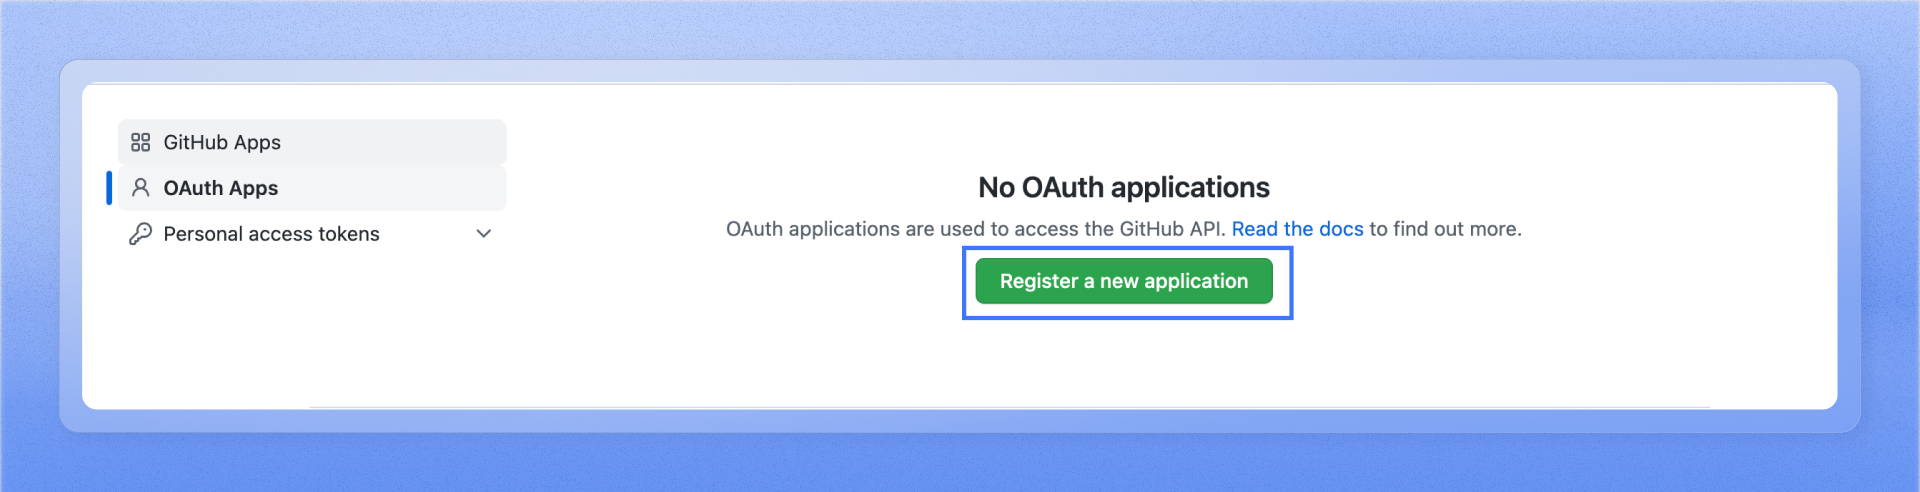 GitHub Apps
OAuth Apps
Personal access tokens
No OAuth applications
OAuth applications are used to access the GitHub API. Read the docs to find out more.
Register a new application